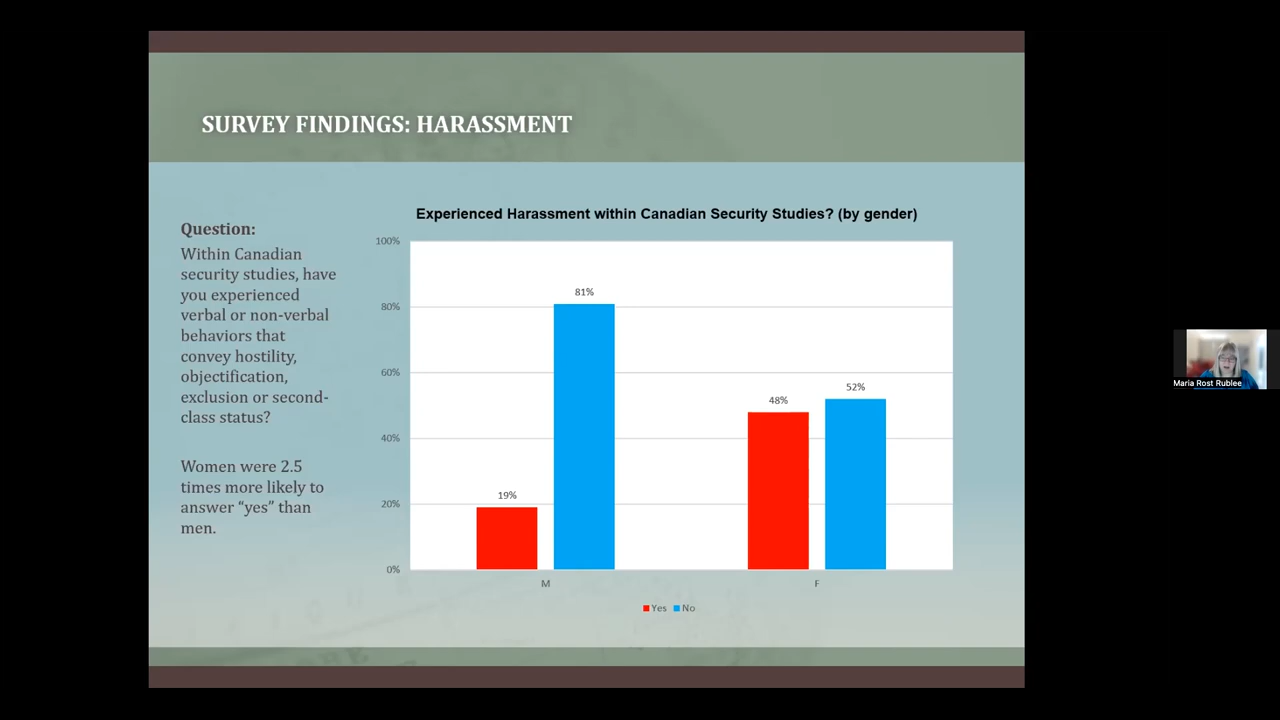 SURVEY FINDINGS: HARASSMENT
Question:
Within Canadian
security studies, have
you experienced
verbal or non-verbal
behaviors that
convey hostility,
objectification,
exclusion or second-
class status?
Women were 2.5
times more likely to
answer “yes” than
men.
Experienced Harassment within Canadian Security Studies? (by gender)
100%
80%
60%
40%
20%
0%
19%
81%
48%
52%
M
F
Yes No
Maria Rost Rublee